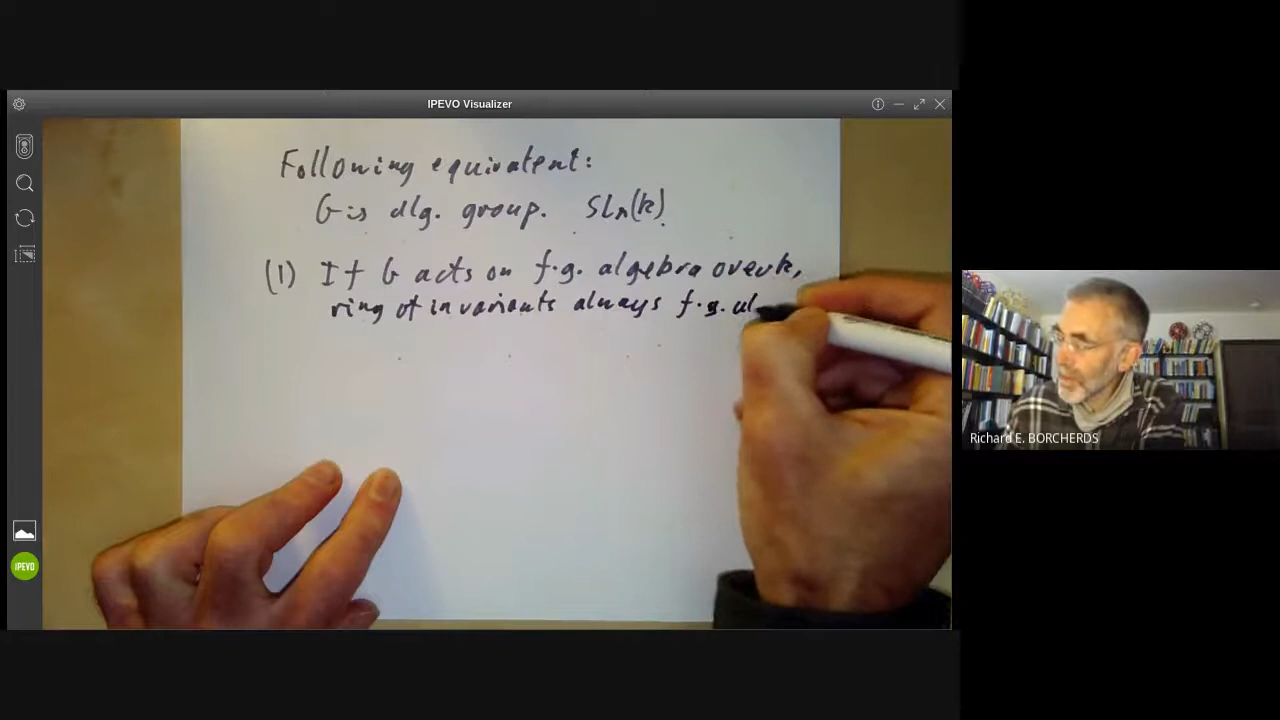 IPEVO Visualizer
Following equivalent:
G is alg. group. SLn(k)
(1) If G acts on f.g. algebra over k,
ring of invariants always f.g. al
Richard E. BORCHERDS
IPEVO